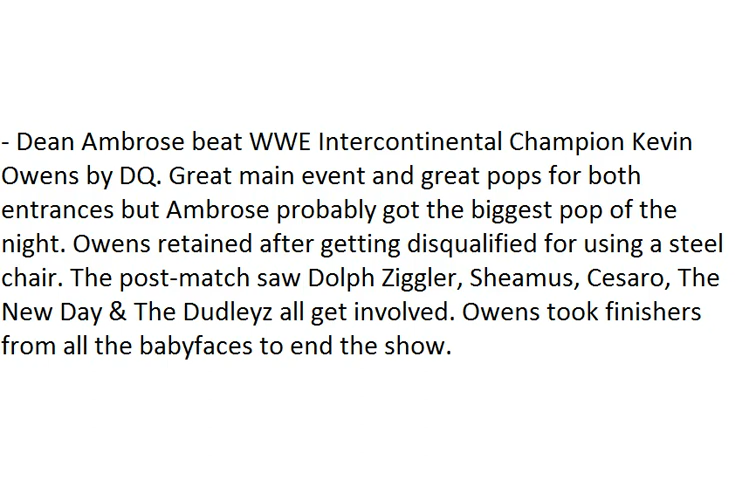 - Dean Ambrose beat WWE Intercontinental Champion Kevin
Owens by DQ. Great main event and great pops for both
entrances but Ambrose probably got the biggest pop of the
night. Owens retained after getting disqualified for using a steel
chair. The post-match saw Dolph Ziggler, Sheamus, Cesaro, The
New Day & The Dudleyz all get involved. Owens took finishers
from all the babyfaces to end the show.